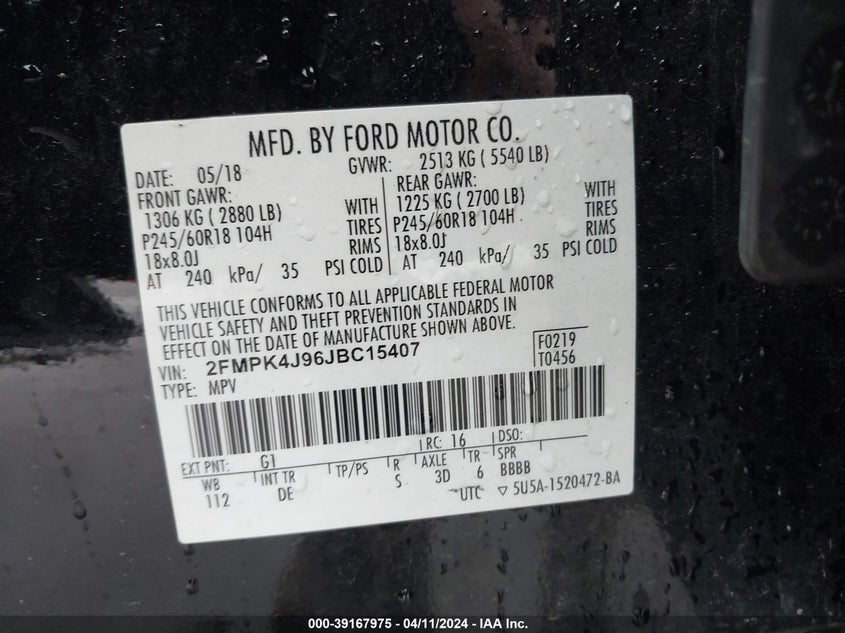 MFD. BY FORD MOTOR CO.
DATE: 05/18 GVWR: 2513 KG ( 5540 LB)
FRONT GAWR: REAR GAWR:
1306 KG ( 2880 LB) WITH 1225 KG ( 2700 LB) WITH
P245/60R18 104H TIRES P245/60R18 104H TIRES
18x8.0J RIMS 18x8.0J RIMS
AT 240 kPa/ 35 PSI COLD AT 240 kPa/ 35 PSI COLD
THIS VEHICLE CONFORMS TO ALL APPLICABLE FEDERAL MOTOR
VEHICLE SAFETY AND THEFT PREVENTION STANDARDS IN
EFFECT ON THE DATE OF MANUFACTURE SHOWN ABOVE.
VIN: 2FMPK4J96JBC15407 F0219
TYPE: MPV T0456
EXT PNT: G1 RC: 16 DSO:
WB INT TR TP/PS R AXLE TR SPR
112 DE S 3D 6 BBBB
UTC ▽ 5U5A-1520472-BA
000-39167975 - 04/11/2024 - IAA Inc.